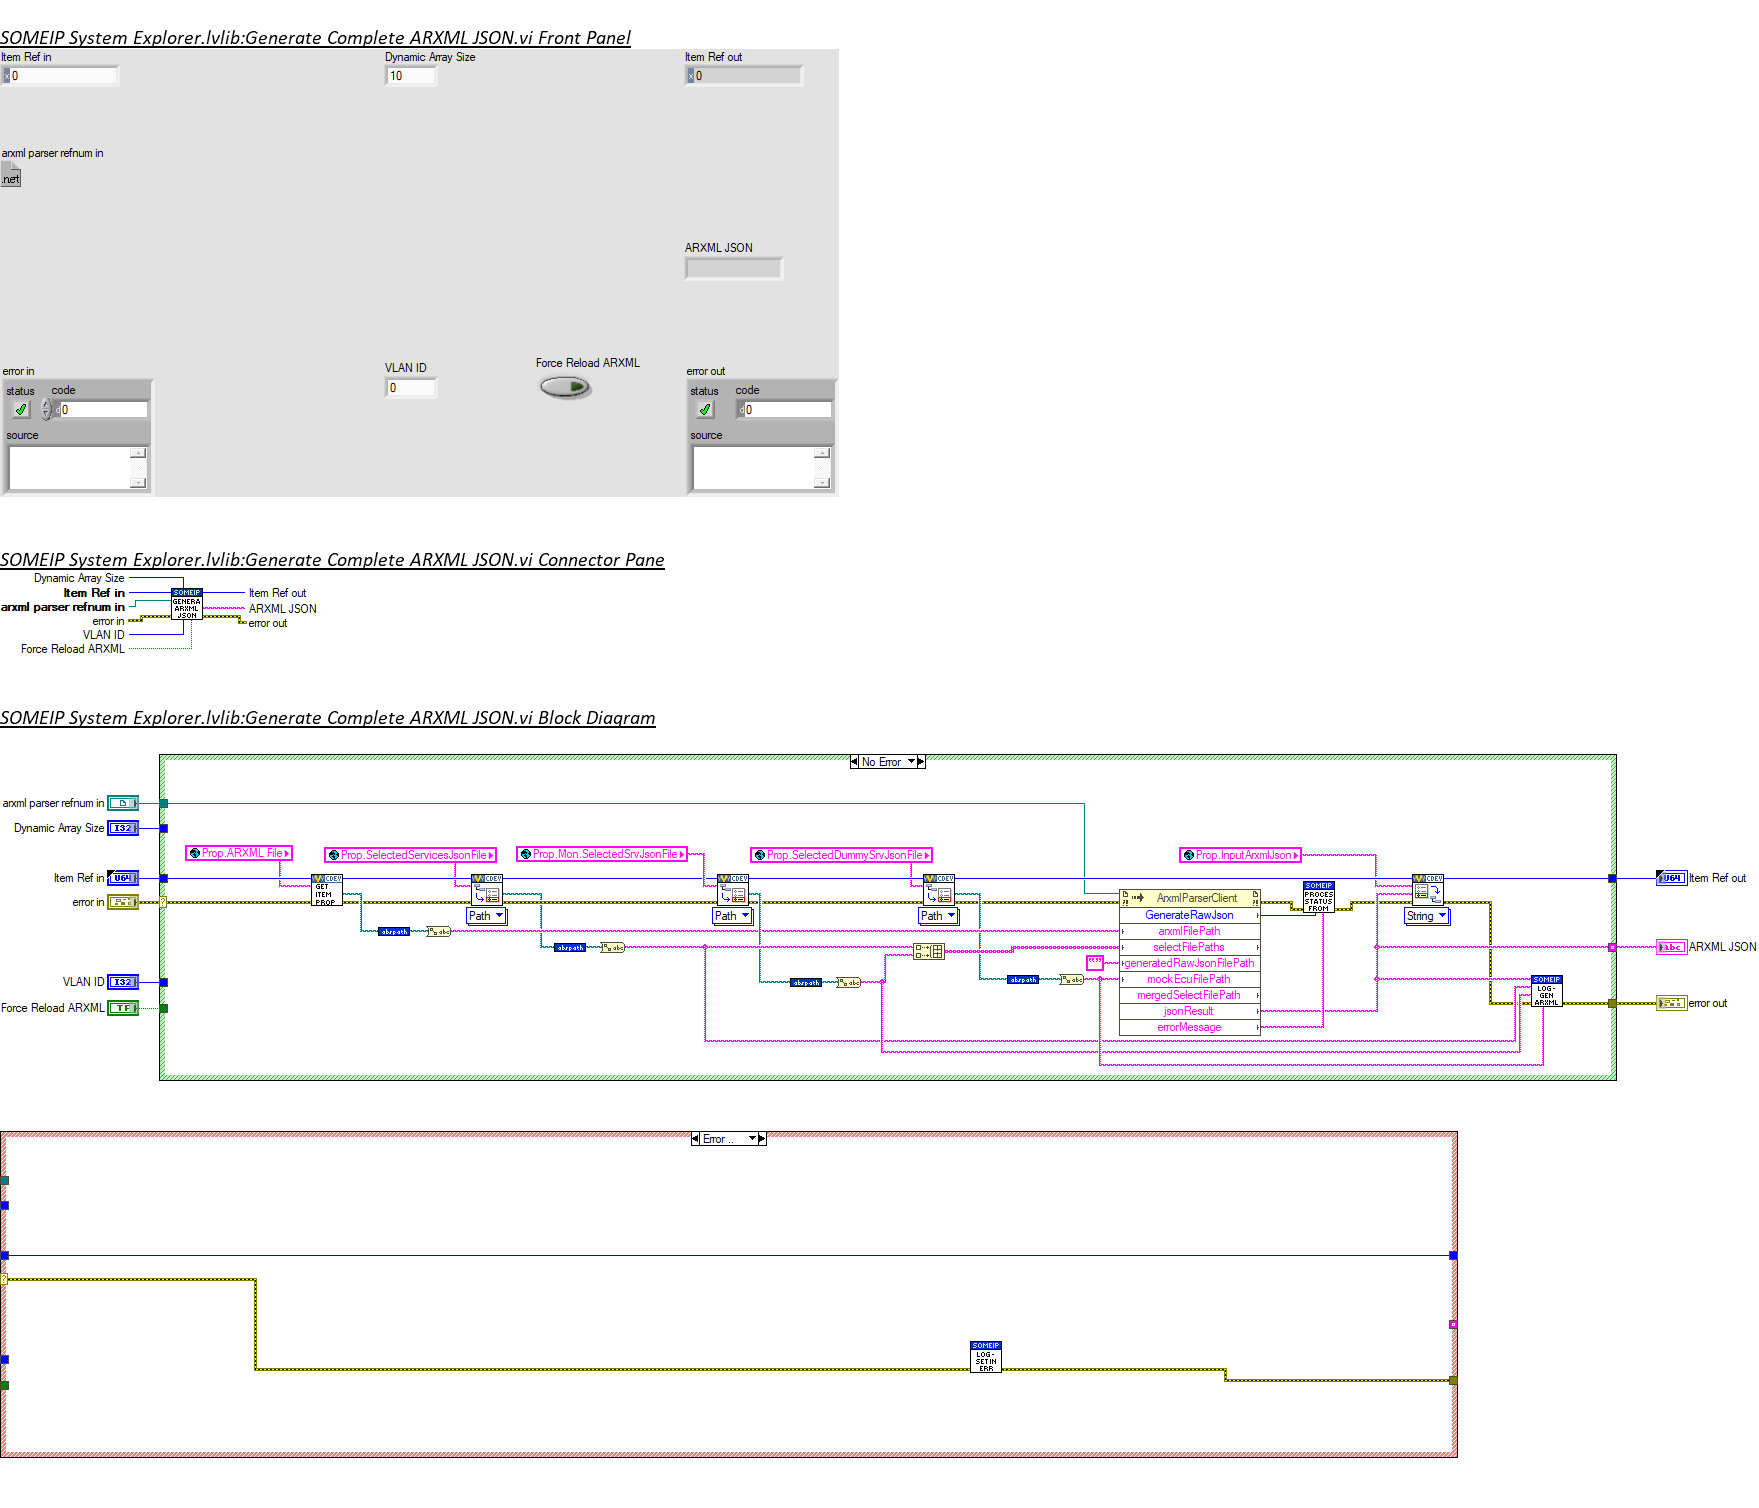 SOMEIP System Explorer.lvlib:Generate Complete ARXML JSON.vi Front Panel
Item Ref in
Dynamic Array Size
Item Ref out
x 0
10
x 0
arxml parser refnum in
.net
ARXML JSON
Force Reload ARXML
VLAN ID
0
error in
status
code
d 0
source
error out
status
code
d 0
source
SOMEIP System Explorer.lvlib:Generate Complete ARXML JSON.vi Connector Pane
Dynamic Array Size
Item Ref in
arxml parser refnum in
error in
VLAN ID
Force Reload ARXML
SOMEIP
GENERA
ARXML
JSON
Item Ref out
ARXML JSON
error out
SOMEIP System Explorer.lvlib:Generate Complete ARXML JSON.vi Block Diagram
No Error
arxml parser refnum in
Dynamic Array Size
I32
Prop.ARXML File
Prop.SelectedServicesJsonFile
Prop.Mon.SelectedSrvJsonFile
Prop.SelectedDummySrvJsonFile
Prop.InputArxmlJson
Item Ref in
U64
error in
CDEV
GET
ITEM
PROP
CDEV
Path
CDEV
Path
CDEV
Path
ArxmlParserClient
GenerateRawJson
arxmlFilePath
selectFilePaths
generatedRawJsonFilePath
mockEcuFilePath
mergedSelectFilePath
jsonResult
errorMessage
SOMEIP
PROCES
STATUS
FROM
CDEV
String
U64
Item Ref out
abspath
abc
abspath
abc
abspath
abc
abspath
abc
abc
ARXML JSON
VLAN ID
I32
Force Reload ARXML
TF
SOMEIP
LOG-
GEN
ARXML
error out
Error ..
SOMEIP
LOG-
SETIN
ERR